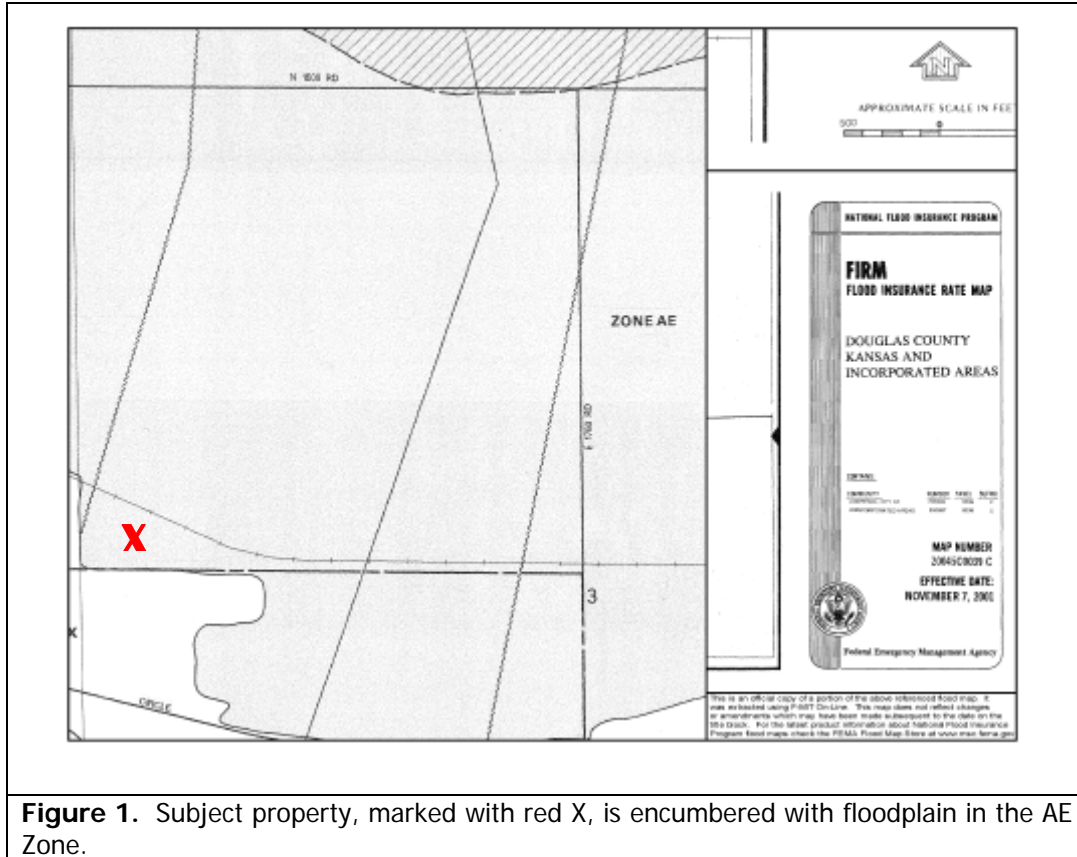 N 1600 RD
ZONE AE
3
X
CIRCLE
X
APPROXIMATE SCALE IN FEE
500
0
NATIONAL FLOOD INSURANCE PROGRAM
FIRM
FLOOD INSURANCE RATE MAP
DOUGLAS COUNTY
KANSAS AND
INCORPORATED AREAS
MAP NUMBER
EFFECTIVE DATE:
NOVEMBER 7, 2001
Federal Emergency Management Agency
This is an official copy of a portion of the above referenced flood map. It
was extracted using F-MIT On-Line. This map does not reflect changes
or amendments which may have been made subsequent to the date on the
title block. For the latest product information about National Flood Insurance
Program flood maps check the FEMA Flood Map Store at www.msc.fema.gov
Figure 1. Subject property, marked with red X, is encumbered with floodplain in the AE
Zone.